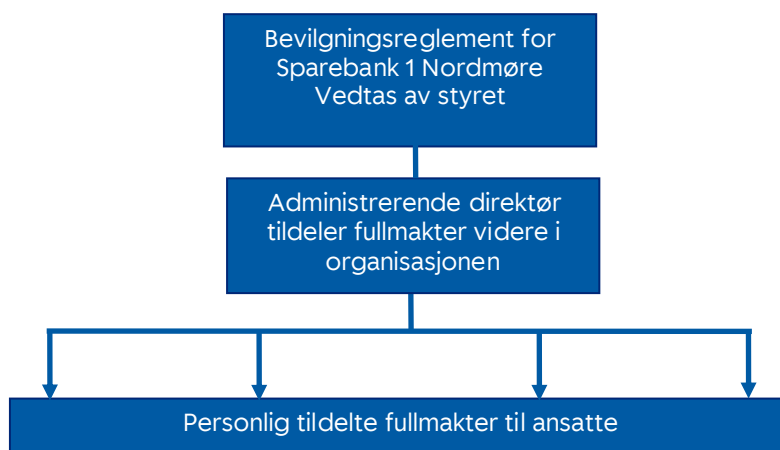 Bevilgningsreglement for
Sparebank 1 Nordmøre
Vedtas av styret
Administrerende direktør
tildeler fullmakter videre i
organisasjonen
Personlig tildelte fullmakter til ansatte